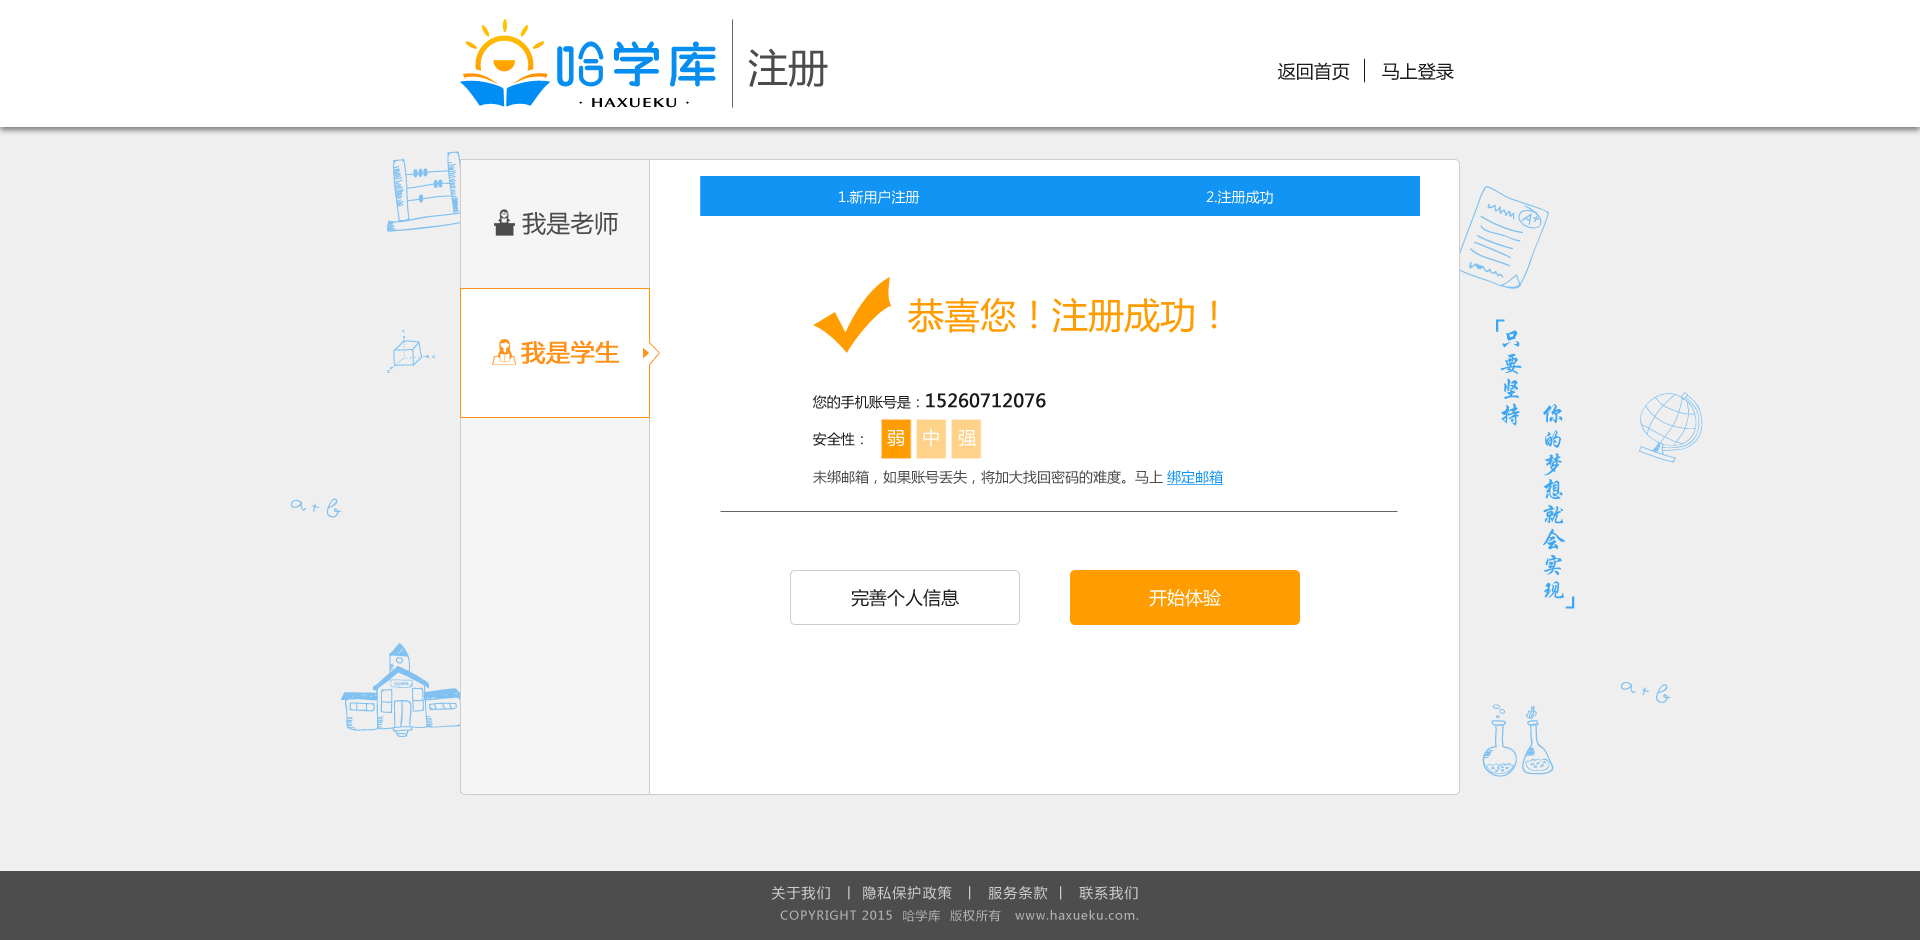 哈学库
· HAXUEKU ·
注册
返回首页 | 马上登录
我是老师
我是学生
1.新用户注册 2.注册成功
恭喜您！注册成功！
您的手机账号是：15260712076
安全性： 弱 中 强
未绑邮箱，如果账号丢失，将加大找回密码的难度。马上 绑定邮箱
完善个人信息 开始体验
A+
「只要坚持
你的梦想就会实现」
a+b
a+b
关于我们 | 隐私保护政策 | 服务条款 | 联系我们
COPYRIGHT 2015 哈学库 版权所有 www.haxueku.com.